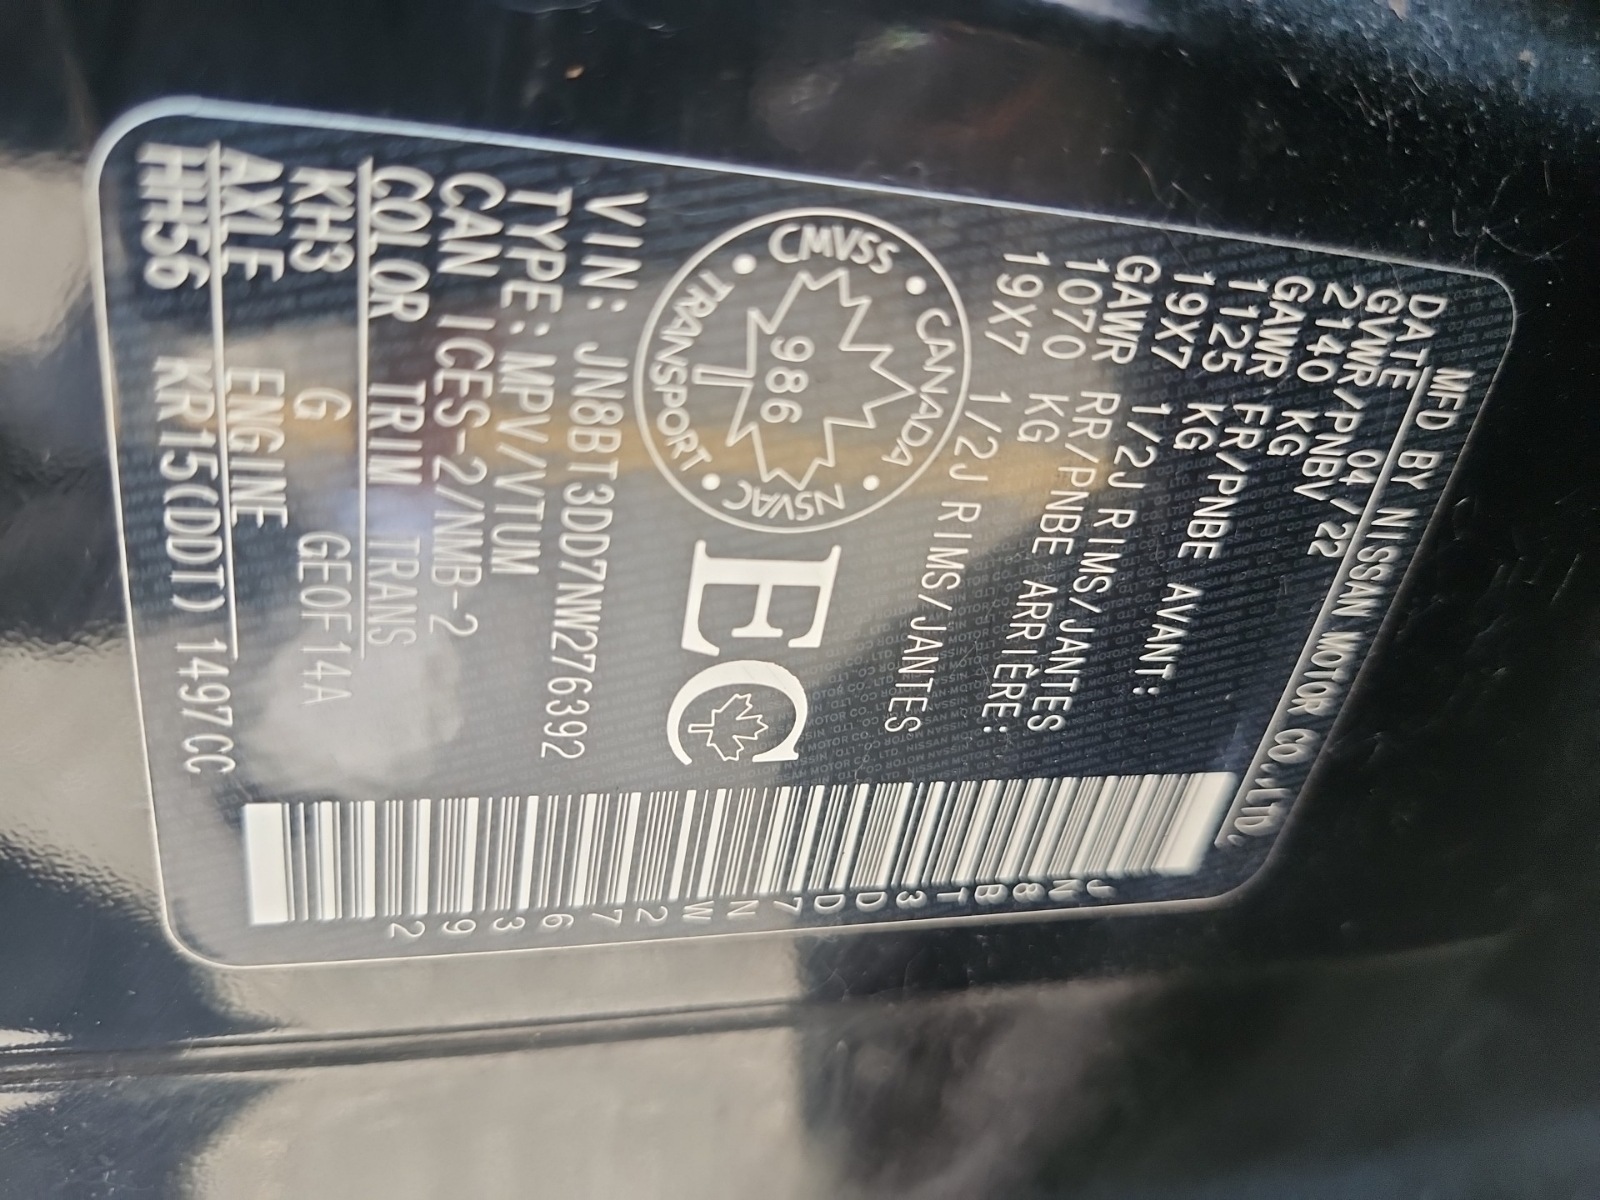 MFD BY NISSAN MOTOR CO.,LTD.
DATE 04/22
GVWR/PNBV
2140 KG
GAWR FR/PNBE AVANT:
1125 KG
19X7 1/2J RIMS/JANTES
GAWR RR/PNBE ARRIÈRE:
1070 KG
19X7 1/2J RIMS/JANTES
CMVSS • CANADA • NSVAC • TRANSPORT •
986
EC
VIN: JN8BT3DD7NW276392
TYPE: MPV/VTUM
CAN ICES-2/NMB-2
COLOR TRIM TRANS
KH3 G GE0F14A
AXLE ENGINE
HH56 KR15(DDT) 1497CC
JN8BT3DD7NW276392